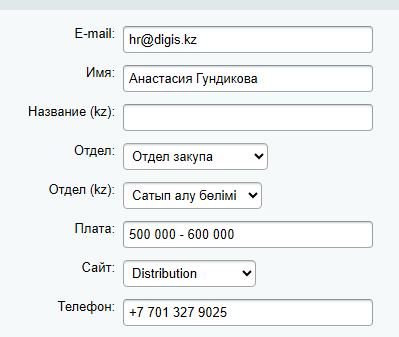 E-mail: hr@digis.kz
Имя: Анастасия Гундикова
Название (kz):
Отдел: Отдел закупа
Отдел (kz): Сатып алу бөлімі
Плата: 500 000 - 600 000
Сайт: Distribution
Телефон: +7 701 327 9025